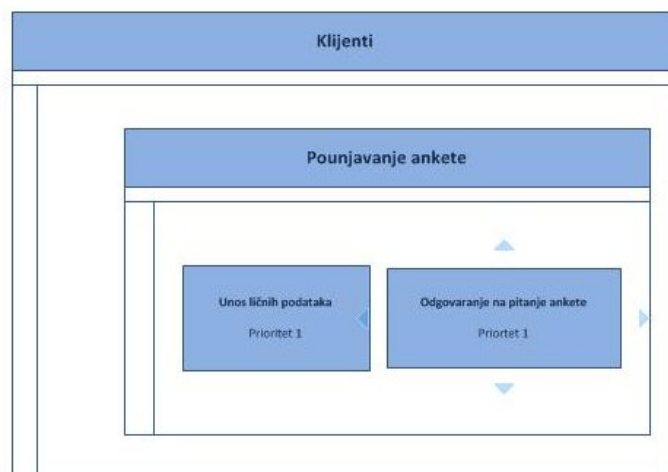 Klijenti
Pounjavanje ankete
Unos ličnih podataka
Prioritet 1
Odgovaranje na pitanje ankete
Priortet 1